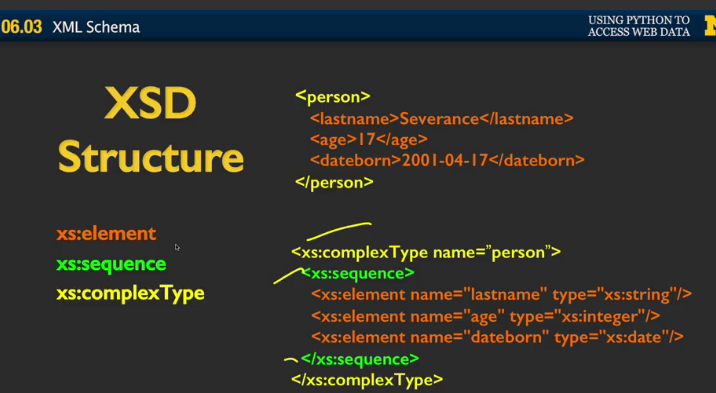 06.03 XML Schema
USING PYTHON TO
ACCESS WEB DATA
XSD
Structure
xs:element
xs:sequence
xs:complexType
<person>
<lastname>Severance</lastname>
<age>17</age>
<dateborn>2001-04-17</dateborn>
</person>
<xs:complexType name=”person”>
<xs:sequence>
<xs:element name="lastname" type="xs:string"/>
<xs:element name="age" type="xs:integer"/>
<xs:element name="dateborn" type="xs:date"/>
</xs:sequence>
</xs:complexType>